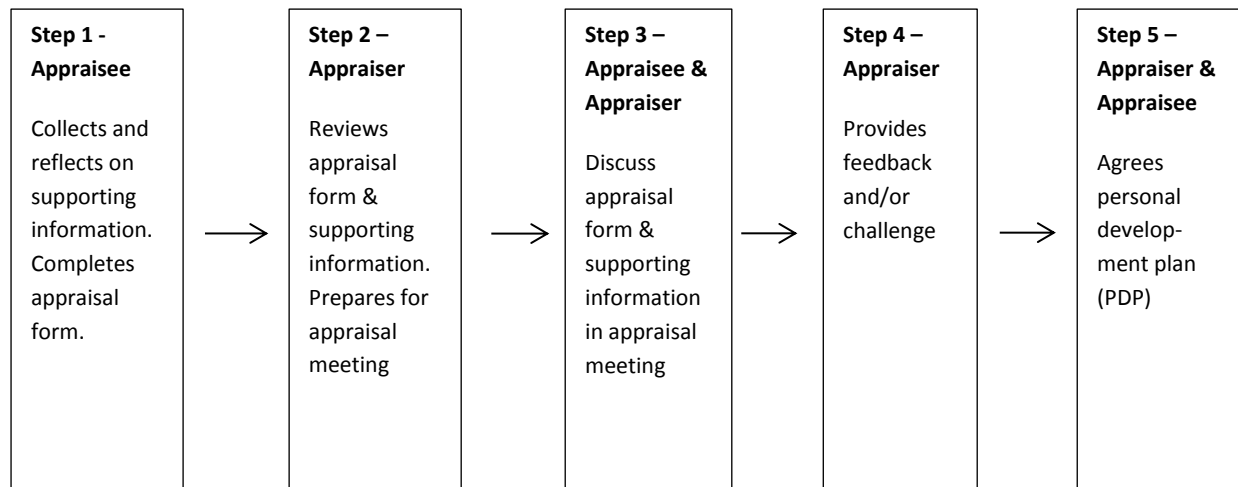 Step 1 -
Appraisee
Collects and
reflects on
supporting
information.
Completes
appraisal
form.
Step 2 –
Appraiser
Reviews
appraisal
form &
supporting
information.
Prepares for
appraisal
meeting
Step 3 –
Appraisee &
Appraiser
Discuss
appraisal
form &
supporting
information
in appraisal
meeting
Step 4 –
Appraiser
Provides
feedback
and/or
challenge
Step 5 –
Appraiser &
Appraisee
Agrees
personal
develop-
ment plan
(PDP)